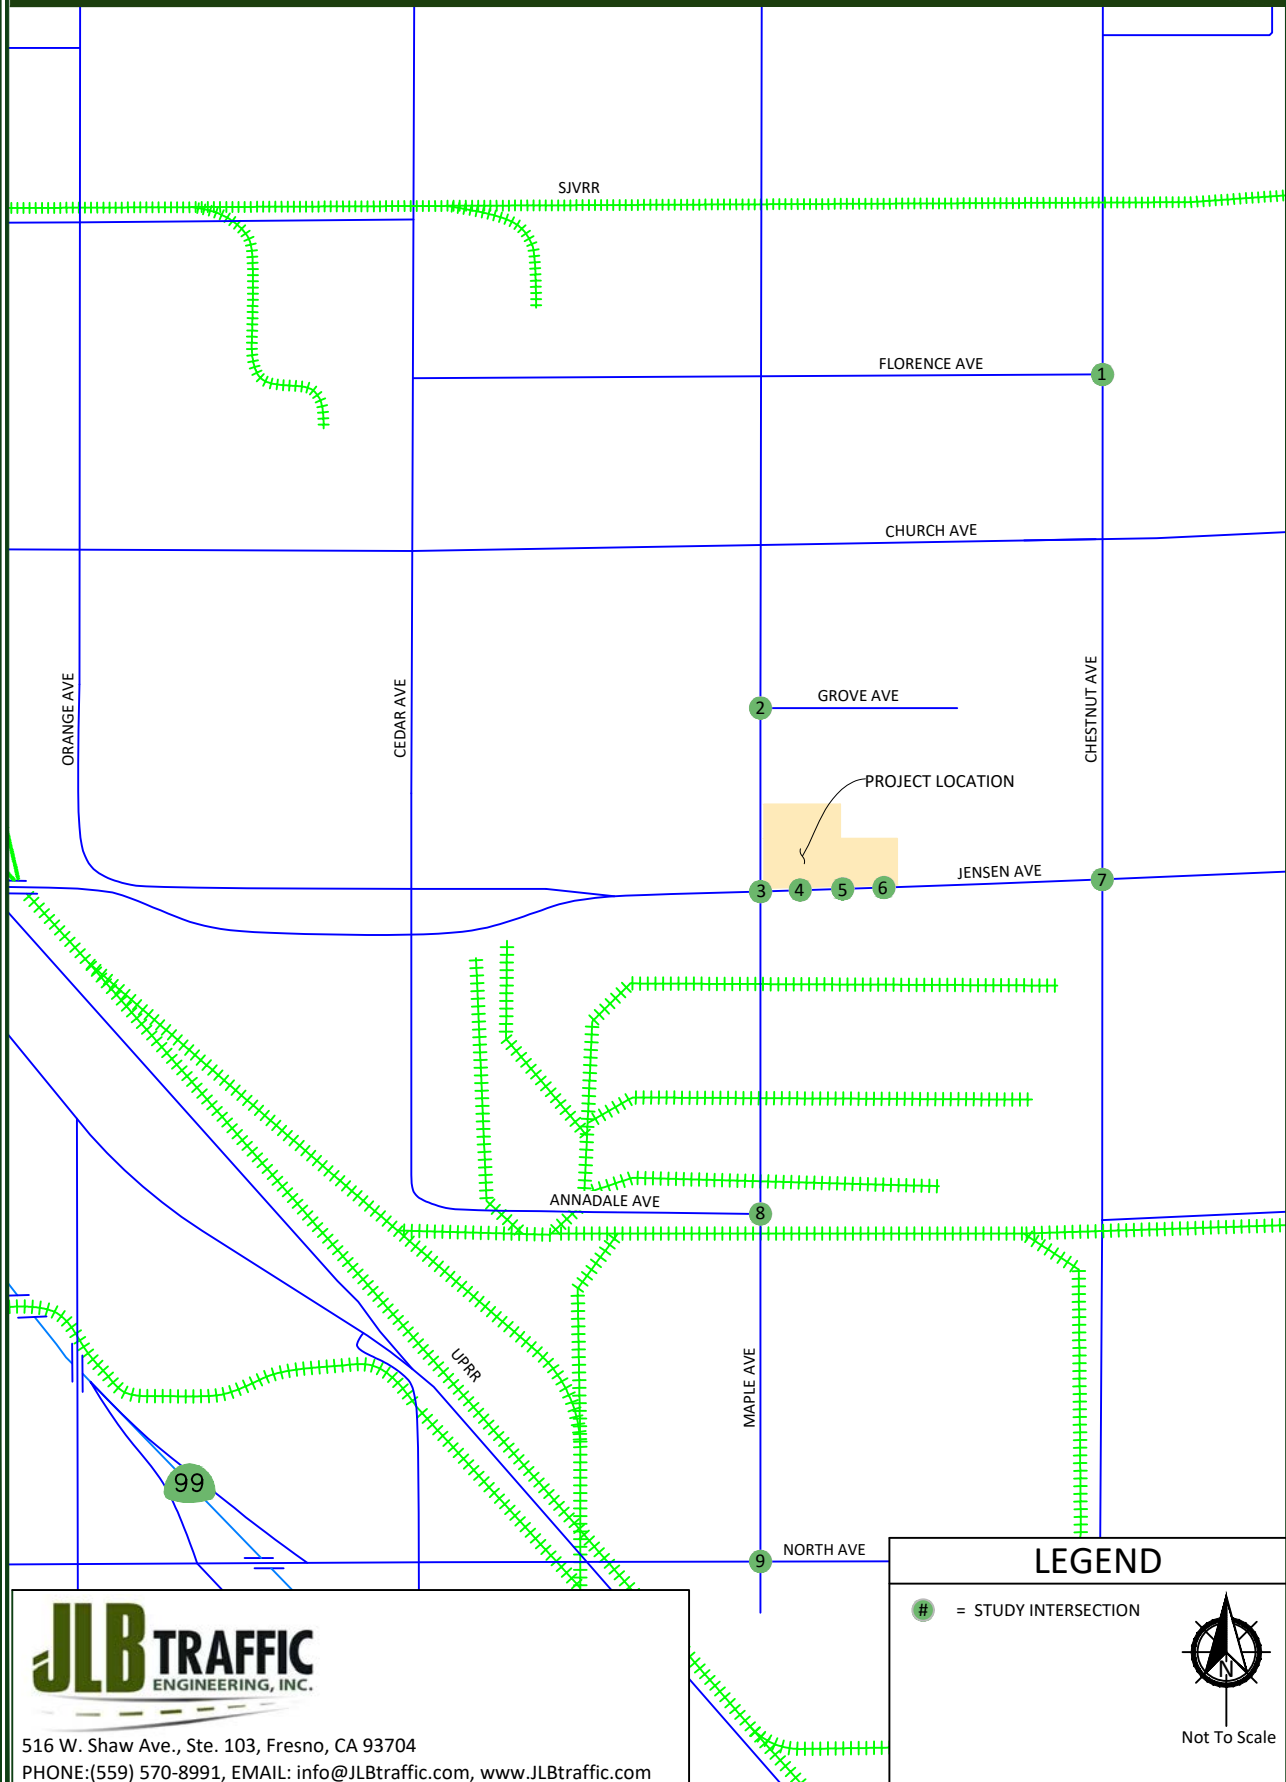 SJVRR
FLORENCE AVE
1
CHURCH AVE
ORANGE AVE
CEDAR AVE
CHESTNUT AVE
2
GROVE AVE
PROJECT LOCATION
JENSEN AVE
3
4
5
6
7
ANNADALE AVE
8
UPRR
MAPLE AVE
99
9
NORTH AVE
LEGEND
# = STUDY INTERSECTION
N
Not To Scale
JLB TRAFFIC
ENGINEERING, INC.
516 W. Shaw Ave., Ste. 103, Fresno, CA 93704
PHONE:(559) 570-8991, EMAIL: info@JLBtraffic.com, www.JLBtraffic.com